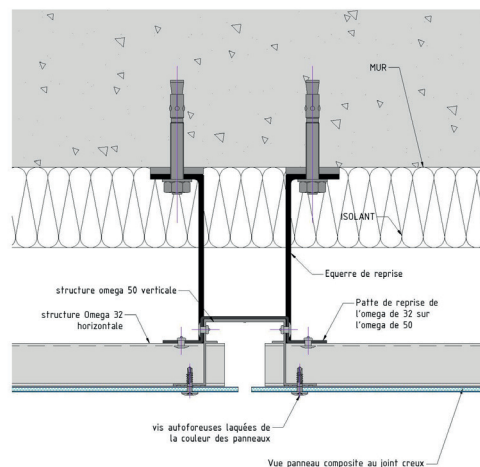 MUR
ISOLANT
Equerre de reprise
structure omega 50 verticale
structure Omega 32
horizontale
Patte de reprise de
l'omega de 32 sur
l'omega de 50
vis autoforeuses laquées de
la couleur des panneaux
Vue panneau composite au joint creux